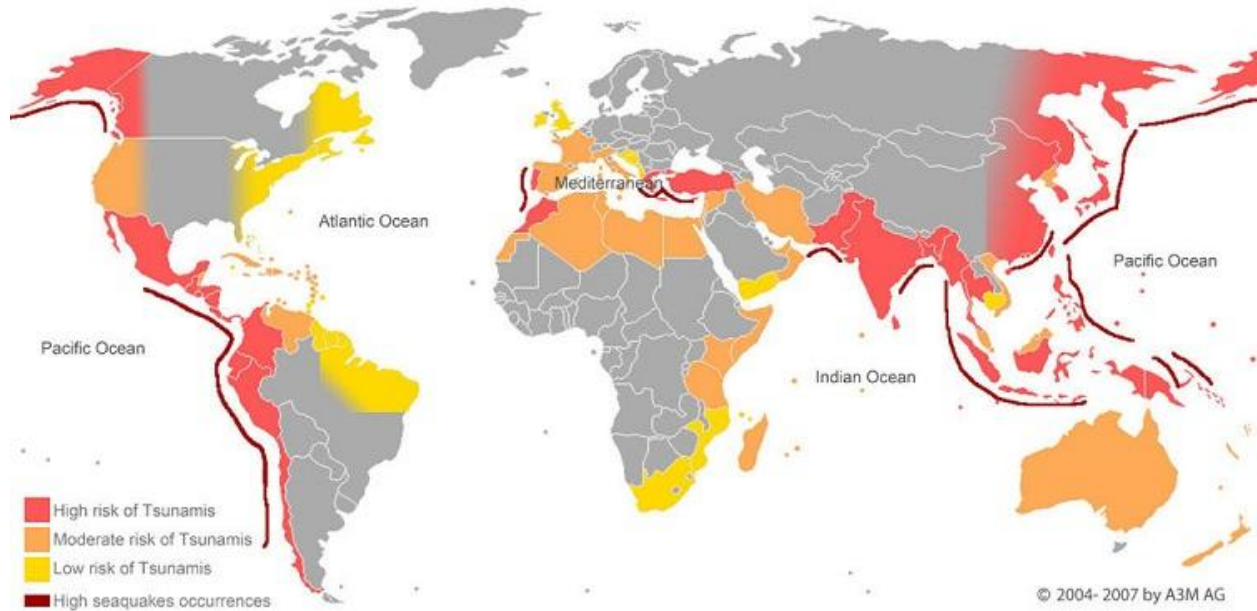 Mediterranean
Atlantic Ocean
Pacific Ocean
Pacific Ocean
Indian Ocean
High risk of Tsunamis
Moderate risk of Tsunamis
Low risk of Tsunamis
High seaquakes occurrences
© 2004- 2007 by A3M AG